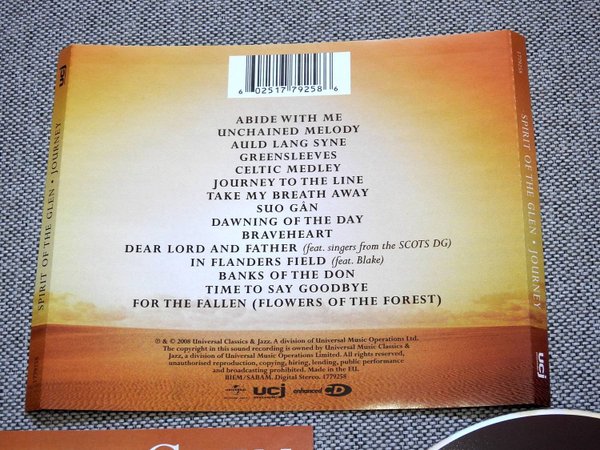 6 02517 79258 6
ABIDE WITH ME
UNCHAINED MELODY
AULD LANG SYNE
GREENSLEEVES
CELTIC MEDLEY
JOURNEY TO THE LINE
TAKE MY BREATH AWAY
SUO GÂN
DAWNING OF THE DAY
BRAVEHEART
DEAR LORD AND FATHER (feat. singers from the SCOTS DG)
IN FLANDERS FIELD (feat. Blake)
BANKS OF THE DON
TIME TO SAY GOODBYE
FOR THE FALLEN (FLOWERS OF THE FOREST)
℗ & © 2008 Universal Classics & Jazz. A division of Universal Music Operations Ltd.
The copyright in this sound recording is owned by Universal Music Classics &
Jazz, a division of Universal Music Operations Limited. All rights reserved,
unauthorised reproduction, copying, hiring, lending, public performance
and broadcasting prohibited. Made in the EU.
BIEM/SABAM. Digital Stereo. 1779258
UNIVERSAL ucj enhanced CD
ucj
SPIRIT OF THE GLEN • JOURNEY
1779258
1779258
SPIRIT OF THE GLEN • JOURNEY
ucj